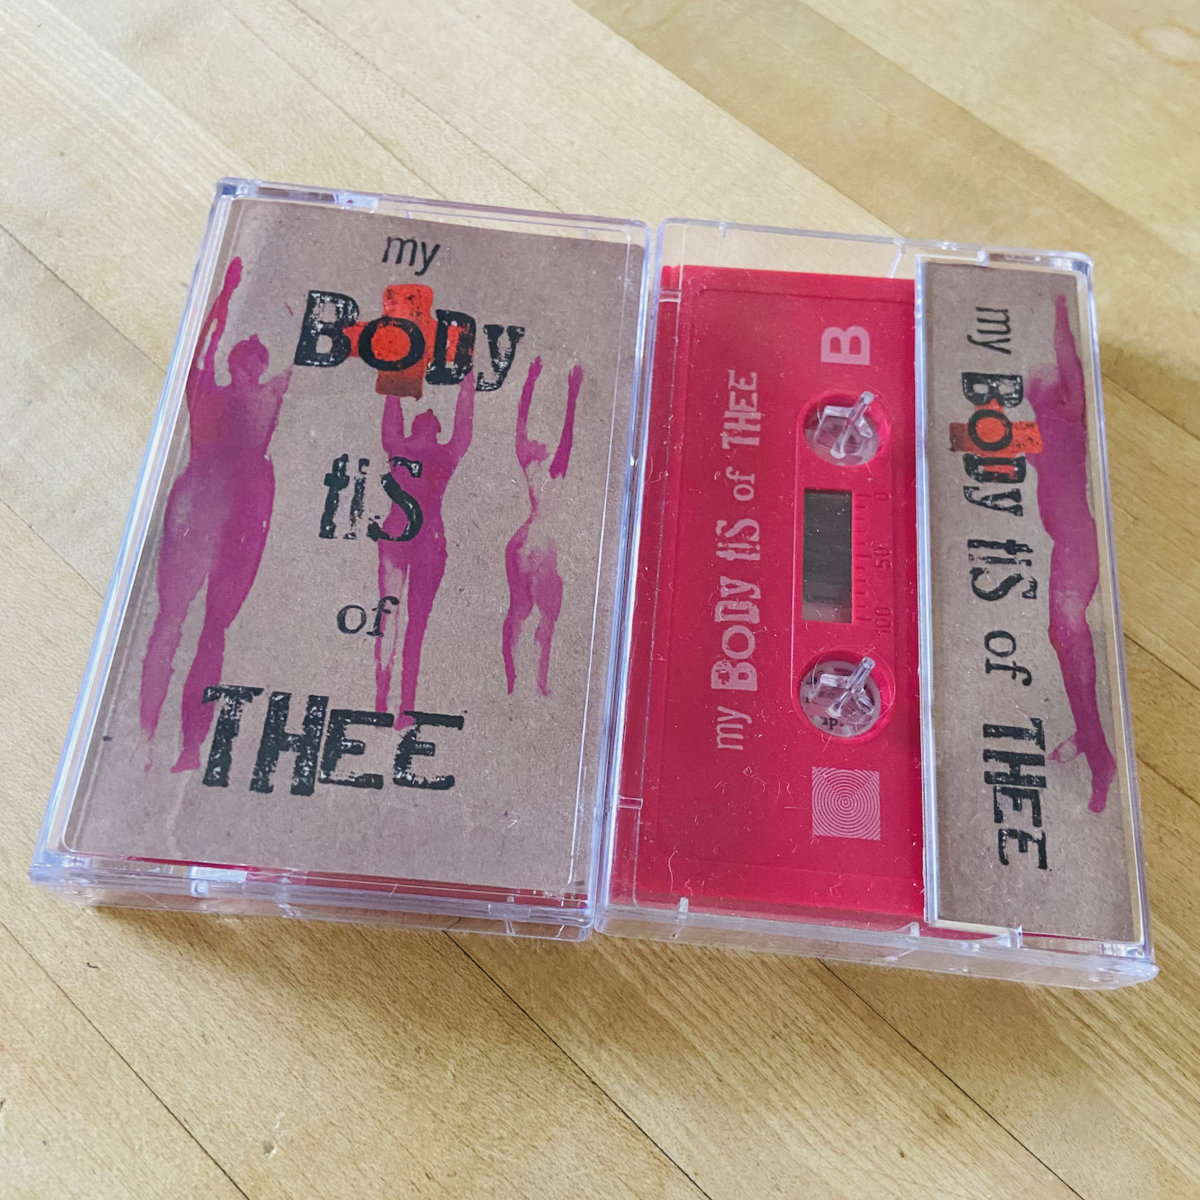 my
BODy
tiS
of
THEE
B
my BODy tiS of THEE
0
50
100
my BODy tiS of THEE